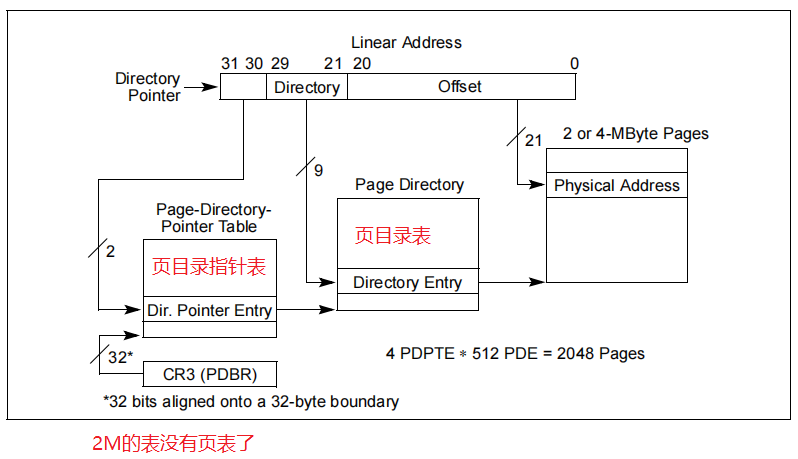 Linear Address
31 30 29 21 20 0
Directory
Pointer
Directory
Offset
21
2 or 4-MByte Pages
9
Physical Address
Page Directory
Page-Directory-
Pointer Table
页目录表
2
页目录指针表
Directory Entry
Dir. Pointer Entry
32*
4 PDPTE * 512 PDE = 2048 Pages
CR3 (PDBR)
*32 bits aligned onto a 32-byte boundary
2M的表没有页表了